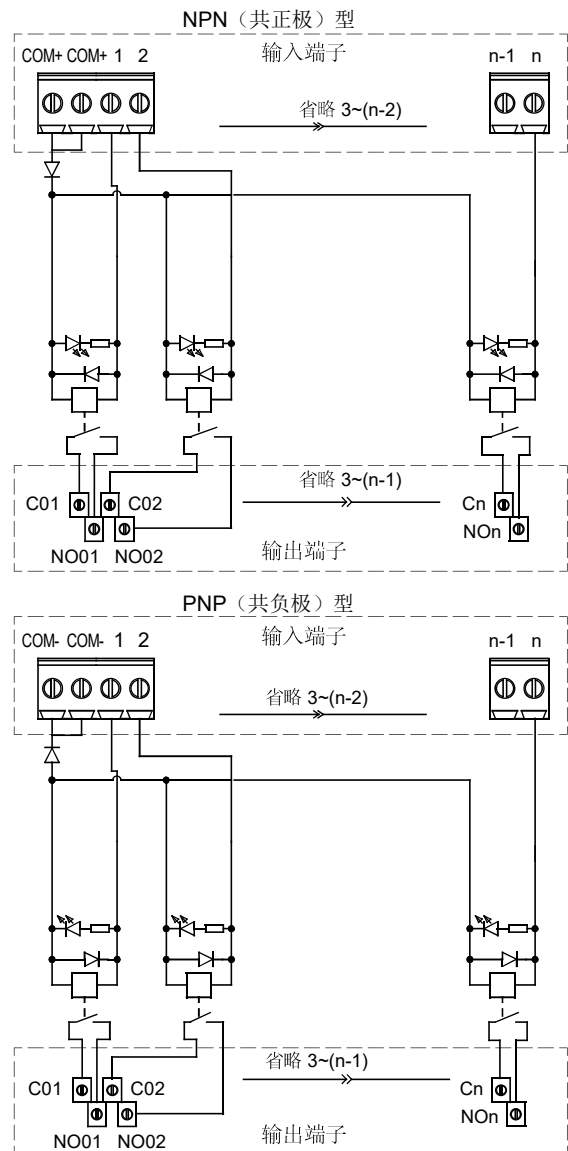 NPN（共正极）型
输入端子
COM+ COM+ 1 2
n-1 n
省略 3~(n-2)
省略 3~(n-1)
C01 C02
Cn
NO01 NO02
NOn
输出端子
PNP（共负极）型
输入端子
COM- COM- 1 2
n-1 n
省略 3~(n-2)
省略 3~(n-1)
C01 C02
Cn
NO01 NO02
NOn
输出端子